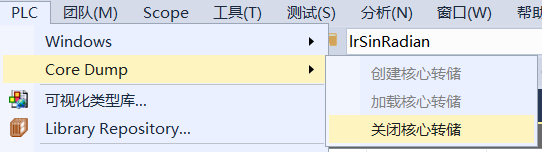 PLC 团队(M) Scope 工具(T) 测试(S) 分析(N) 窗口(W)
Windows
lrSinRadian
Core Dump
创建核心转储
可视化类型库...
加载核心转储
Library Repository...
关闭核心转储